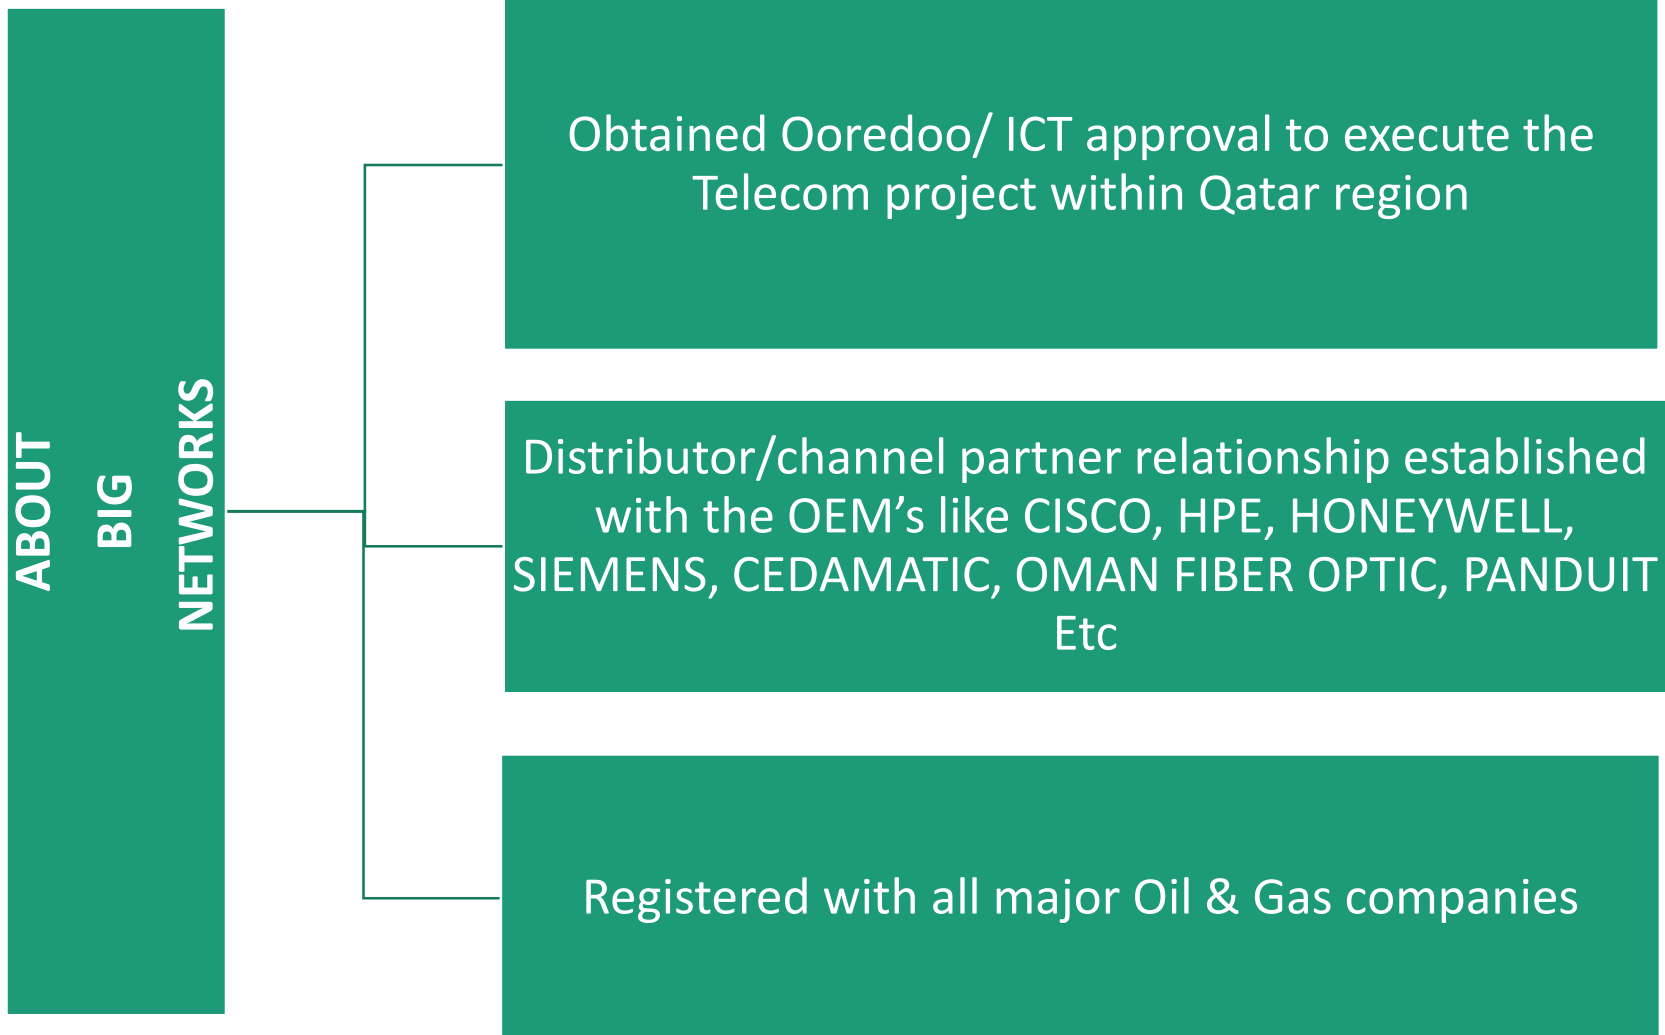 ABOUT
BIG
NETWORKS
Obtained Ooredoo/ ICT approval to execute the
Telecom project within Qatar region
Distributor/channel partner relationship established
with the OEM’s like CISCO, HPE, HONEYWELL,
SIEMENS, CEDAMATIC, OMAN FIBER OPTIC, PANDUIT
Etc
Registered with all major Oil & Gas companies